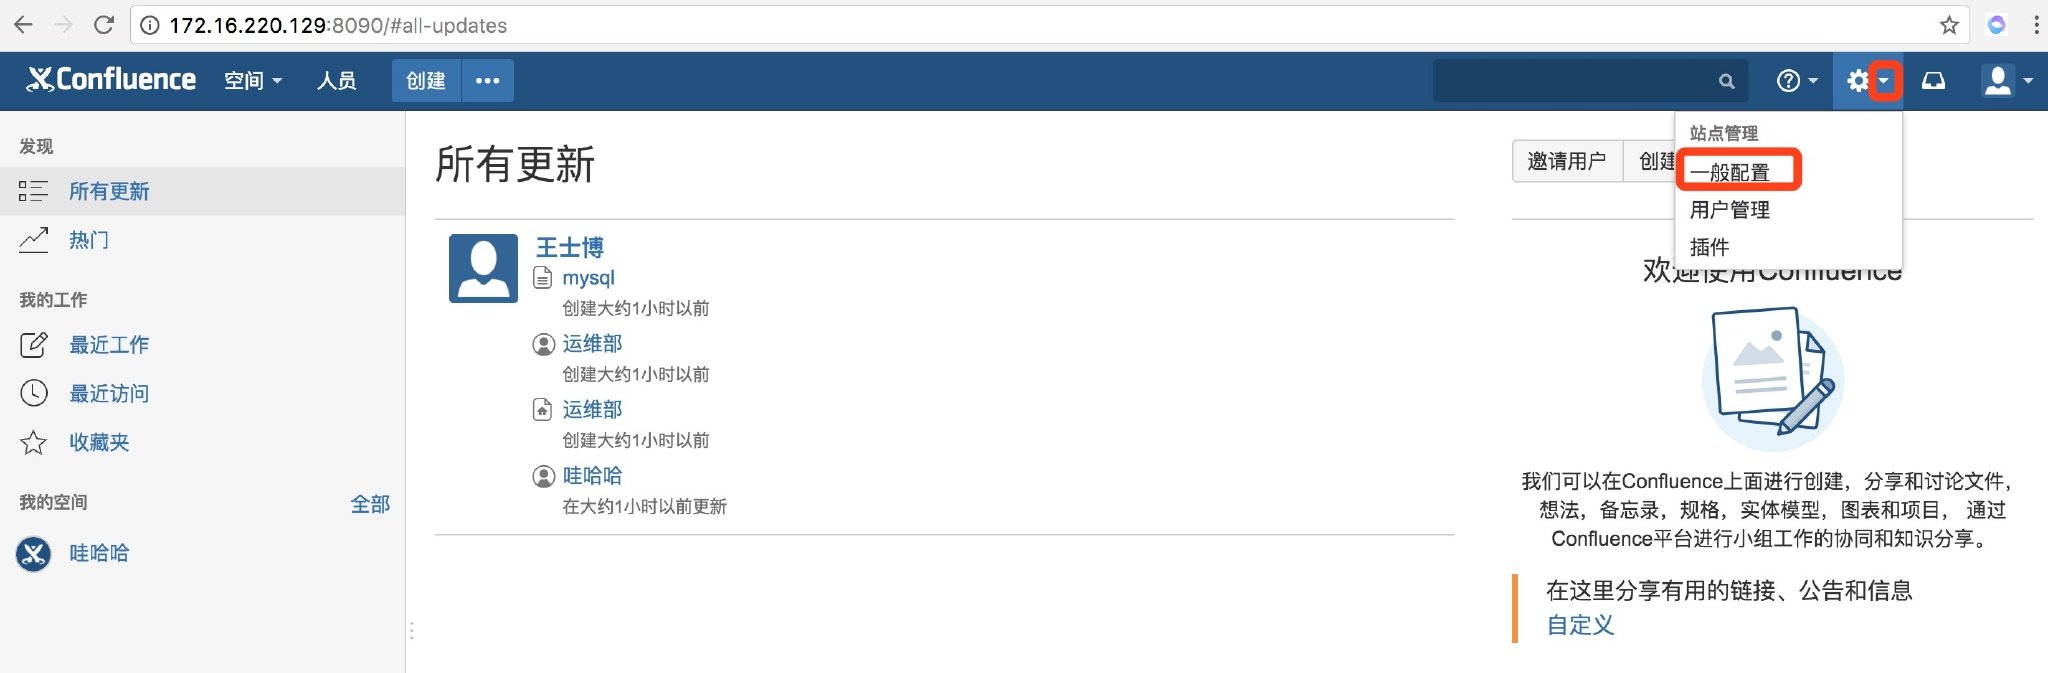 172.16.220.129:8090/#all-updates
Confluence 空间 人员 创建 •••
发现
所有更新
热门
我的工作
最近工作
最近访问
收藏夹
我的空间 全部
哇哈哈
所有更新
王士博
mysql
创建大约1小时以前
运维部
创建大约1小时以前
运维部
创建大约1小时以前
哇哈哈
在大约1小时以前更新
邀请用户 创建
站点管理
一般配置
用户管理
插件
欢迎使用Confluence
我们可以在Confluence上面进行创建，分享和讨论文件，
想法，备忘录，规格，实体模型，图表和项目， 通过
Confluence平台进行小组工作的协同和知识分享。
在这里分享有用的链接、公告和信息
自定义